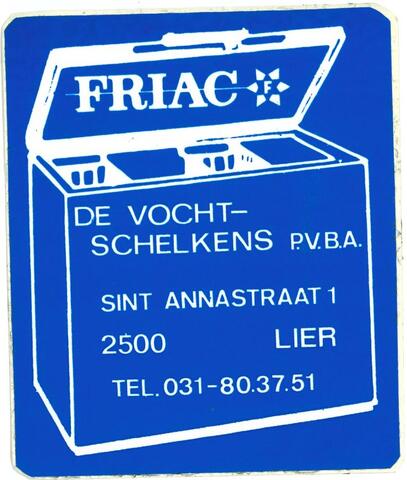 FRIAC F
DE VOCHT-
SCHELKENS P.V.B.A.
SINT ANNASTRAAT 1
2500 LIER
TEL. 031-80.37.51